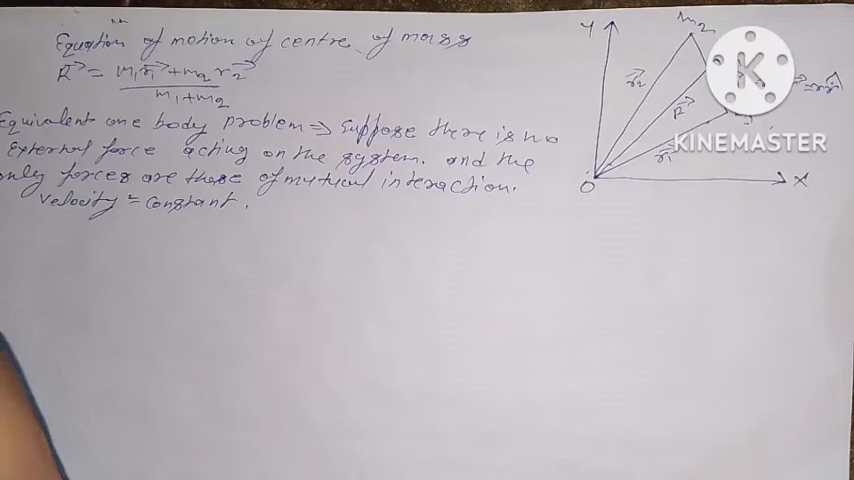 Equation of motion of centre of mass
R⃗ = m₁r₁⃗ + m₂r₂⃗
m₁+m₂
Equivalent one body problem ⇒ Suppose there is no
External force acting on the system. and the
only forces are those of mutual interaction.
Velocity = constant.
Y
m₂
r₂⃗
R⃗
r₁⃗
O
X
KINEMASTER